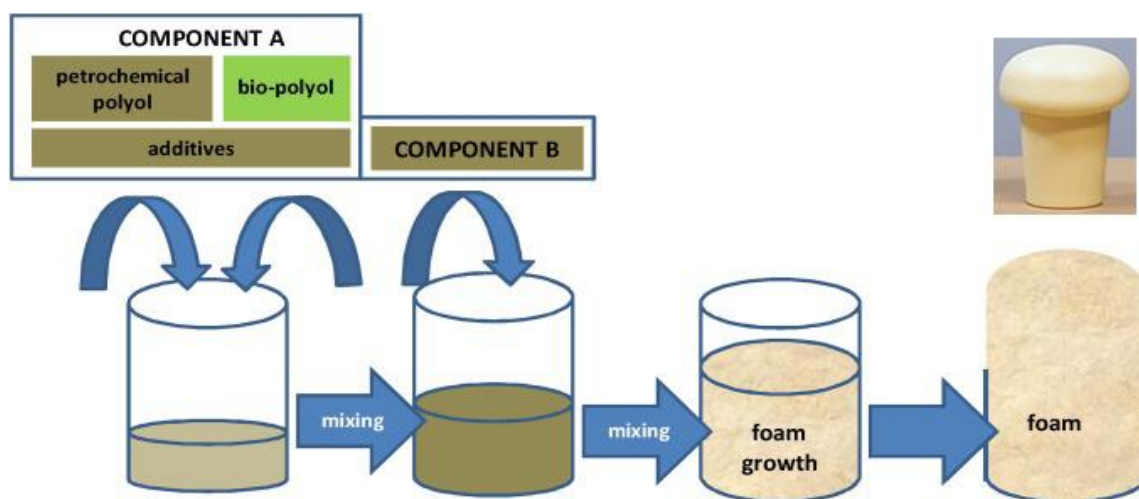 COMPONENT A
petrochemical
polyol
bio-polyol
additives
COMPONENT B
mixing
mixing
foam
growth
foam